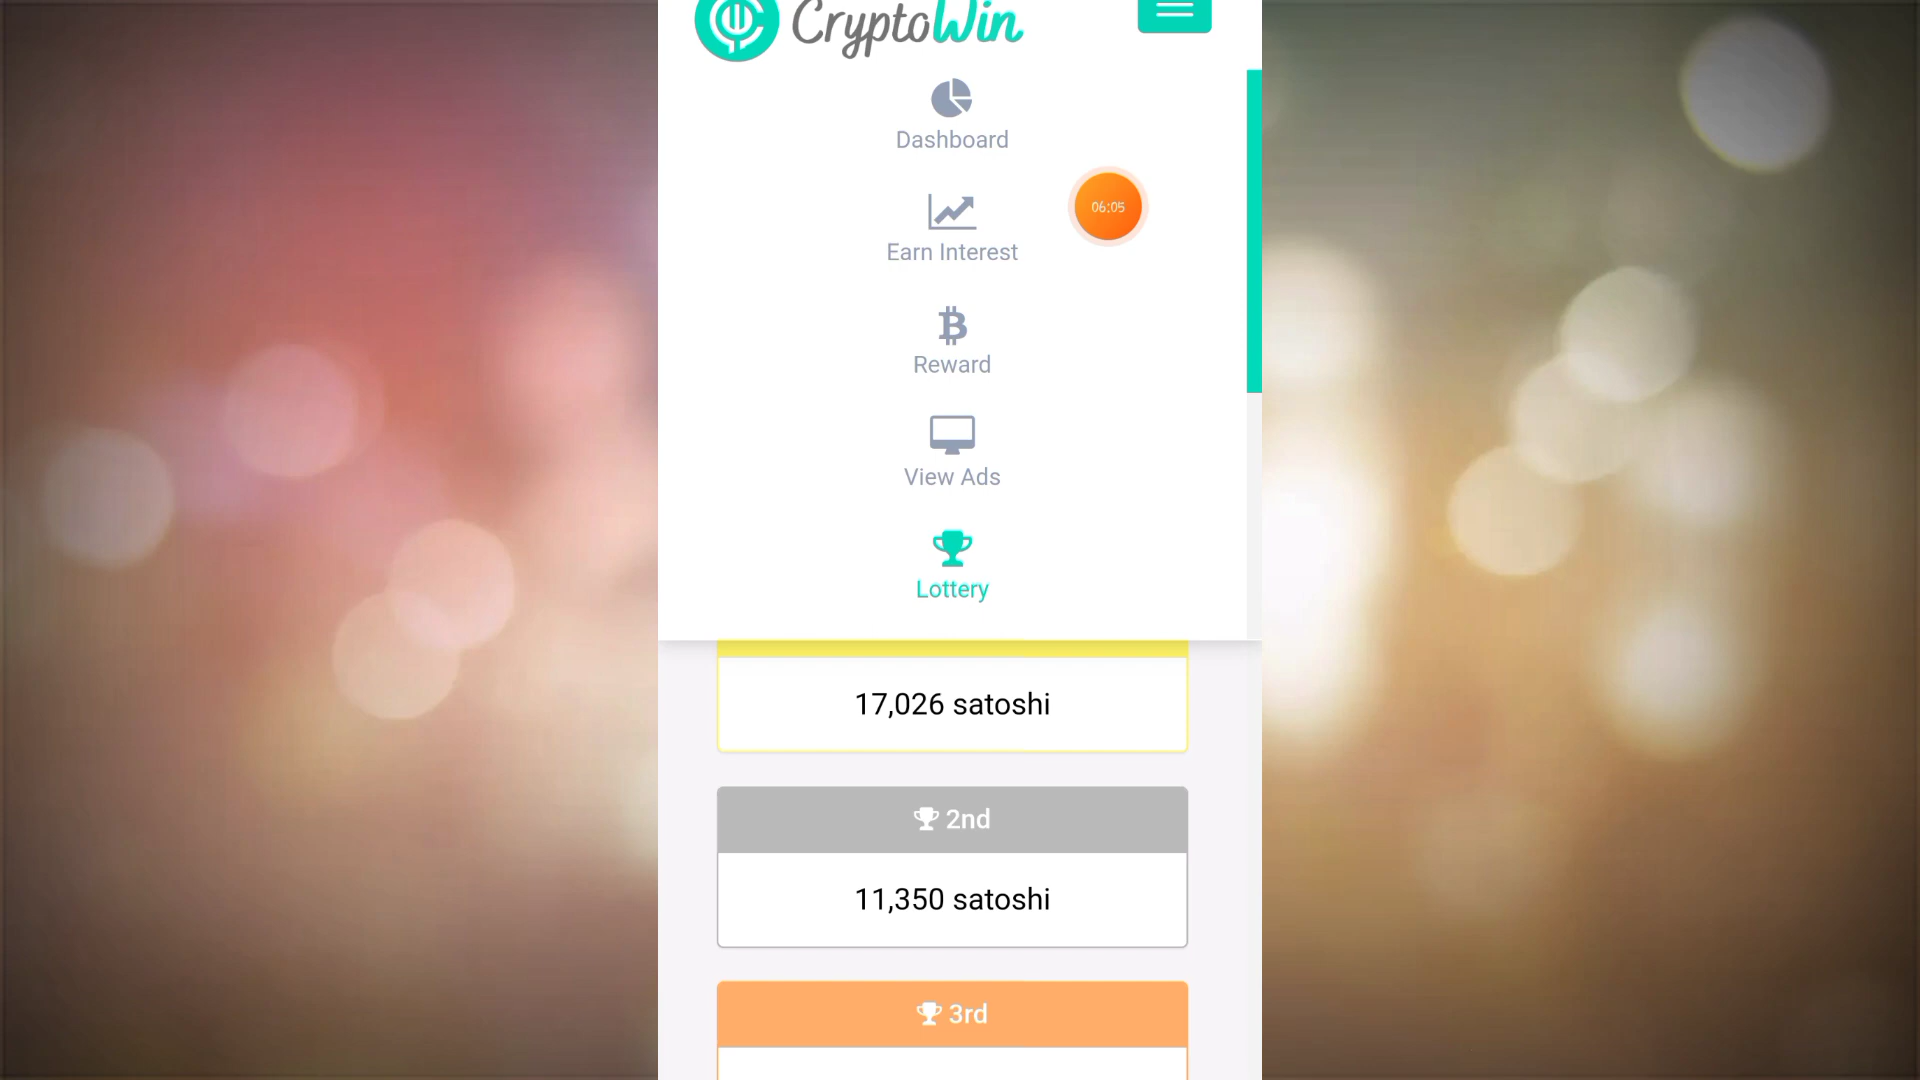 CryptoWin
Dashboard
06:05
Earn Interest
Reward
View Ads
Lottery
17,026 satoshi
2nd
11,350 satoshi
3rd